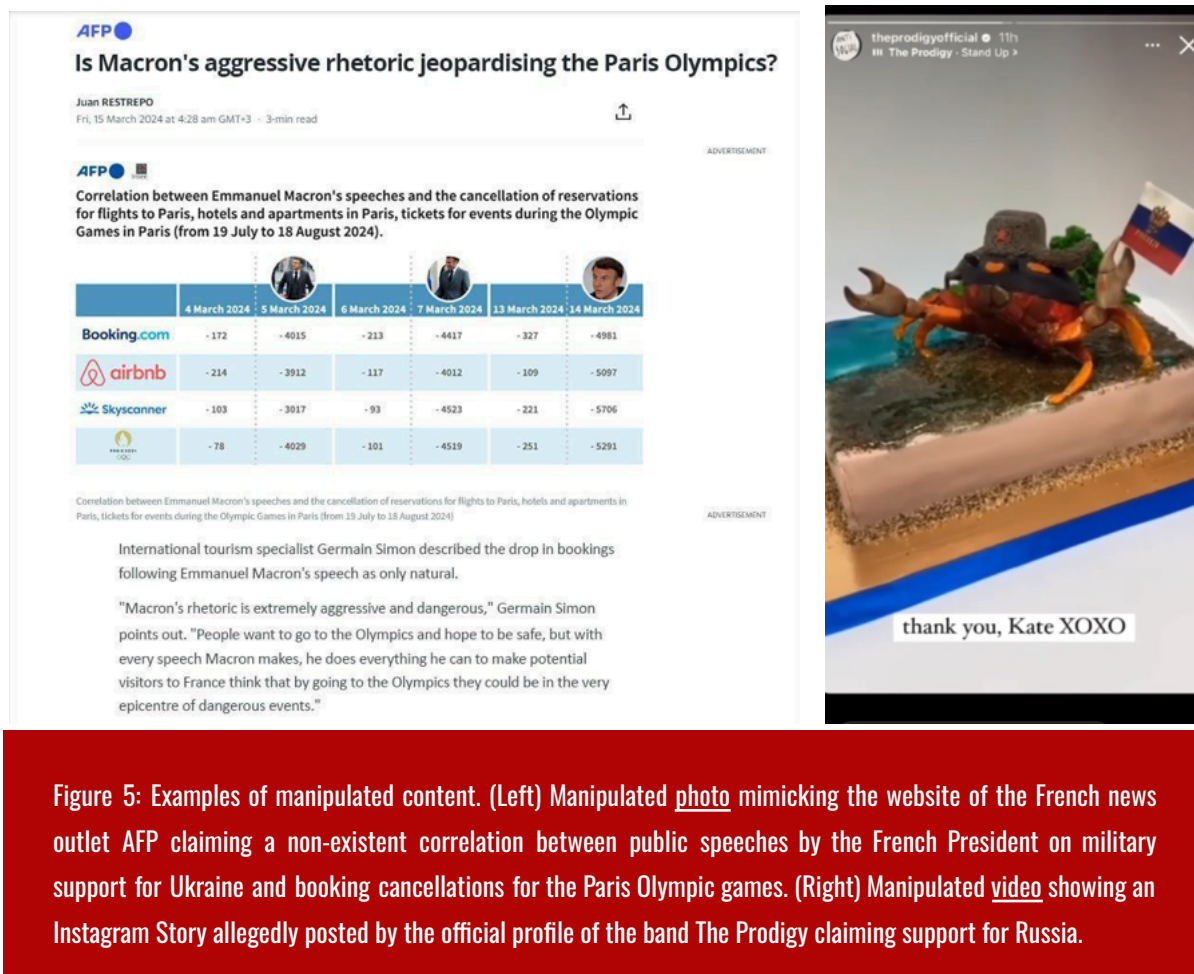 AFP
Is Macron's aggressive rhetoric jeopardising the Paris Olympics?
Juan RESTREPO
Fri, 15 March 2024 at 4:28 am GMT+3 · 3-min read
ADVERTISEMENT
AFP
Correlation between Emmanuel Macron's speeches and the cancellation of reservations
for flights to Paris, hotels and apartments in Paris, tickets for events during the Olympic
Games in Paris (from 19 July to 18 August 2024).
4 March 2024 5 March 2024 6 March 2024 7 March 2024 13 March 2024 14 March 2024
Booking.com - 172 - 4015 - 213 - 4417 - 327 - 4981
airbnb - 214 - 3912 - 117 - 4012 - 109 - 5097
Skyscanner - 103 - 3017 - 93 - 4523 - 221 - 5706
- 78 - 4029 - 101 - 4519 - 251 - 5291
Correlation between Emmanuel Macron's speeches and the cancellation of reservations for flights to Paris, hotels and apartments in
Paris, tickets for events during the Olympic Games in Paris (from 19 July to 18 August 2024)
ADVERTISEMENT
International tourism specialist Germain Simon described the drop in bookings
following Emmanuel Macron's speech as only natural.
"Macron's rhetoric is extremely aggressive and dangerous," Germain Simon
points out. "People want to go to the Olympics and hope to be safe, but with
every speech Macron makes, he does everything he can to make potential
visitors to France think that by going to the Olympics they could be in the very
epicentre of dangerous events."
theprodigyofficial 11h
The Prodigy · Stand Up >
thank you, Kate XOXO
Figure 5: Examples of manipulated content. (Left) Manipulated photo mimicking the website of the French news
outlet AFP claiming a non-existent correlation between public speeches by the French President on military
support for Ukraine and booking cancellations for the Paris Olympic games. (Right) Manipulated video showing an
Instagram Story allegedly posted by the official profile of the band The Prodigy claiming support for Russia.